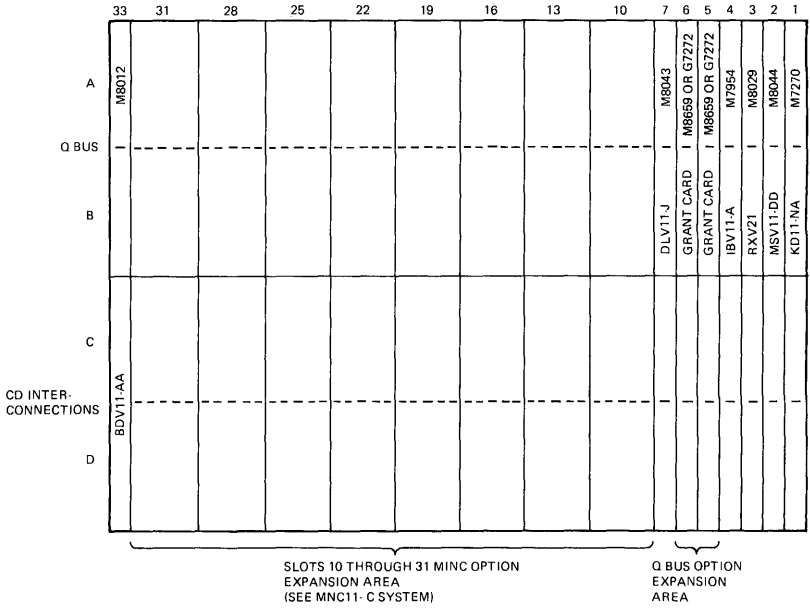 33 31 28 25 22 19 16 13 10 7 6 5 4 3 2 1
A
M8012
M8043
M8659 OR G7272
M8659 OR G7272
M7954
M8029
M8044
M7270
Q BUS
B
DLV11-J
GRANT CARD
GRANT CARD
IBV11-A
RXV21
MSV11-DD
KD11-NA
C
CD INTER-
CONNECTIONS
BDV11-AA
D
SLOTS 10 THROUGH 31 MINC OPTION
EXPANSION AREA
(SEE MNC11-C SYSTEM)
Q BUS OPTION
EXPANSION
AREA